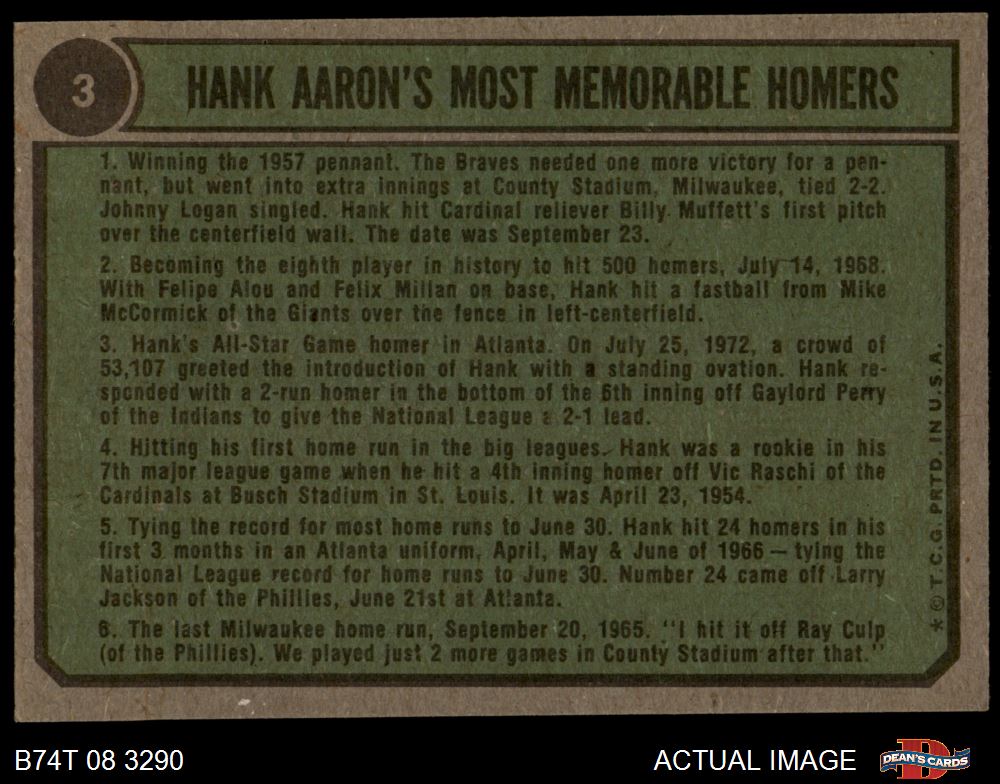 3
HANK AARON'S MOST MEMORABLE HOMERS
1. Winning the 1957 pennant. The Braves needed one more victory for a pen-
nant, but went into extra innings at County Stadium, Milwaukee, tied 2-2.
Johnny Logan singled. Hank hit Cardinal reliever Billy Muffett's first pitch
over the centerfield wall. The date was September 23.
2. Becoming the eighth player in history to hit 500 homers, July 14, 1968.
With Felipe Alou and Felix Millan on base, Hank hit a fastball from Mike
McCormick of the Giants over the fence in left-centerfield.
3. Hank's All-Star Game homer in Atlanta. On July 25, 1972, a crowd of
53,107 greeted the introduction of Hank with a standing ovation. Hank re-
sponded with a 2-run homer in the bottom of the 6th inning off Gaylord Perry
of the Indians to give the National League a 2-1 lead.
4. Hitting his first home run in the big leagues. Hank was a rookie in his
7th major league game when he hit a 4th inning homer off Vic Raschi of the
Cardinals at Busch Stadium in St. Louis. It was April 23, 1954.
5. Tying the record for most home runs to June 30. Hank hit 24 homers in his
first 3 months in an Atlanta uniform, April, May & June of 1966 — tying the
National League record for home runs to June 30. Number 24 came off Larry
Jackson of the Phillies, June 21st at Atlanta.
6. The last Milwaukee home run, September 20, 1965. "I hit it off Ray Culp
(of the Phillies). We played just 2 more games in County Stadium after that."
* © T.C.G. PRTD. IN U.S.A.
B74T 08 3290
ACTUAL IMAGE
DEAN'S CARDS